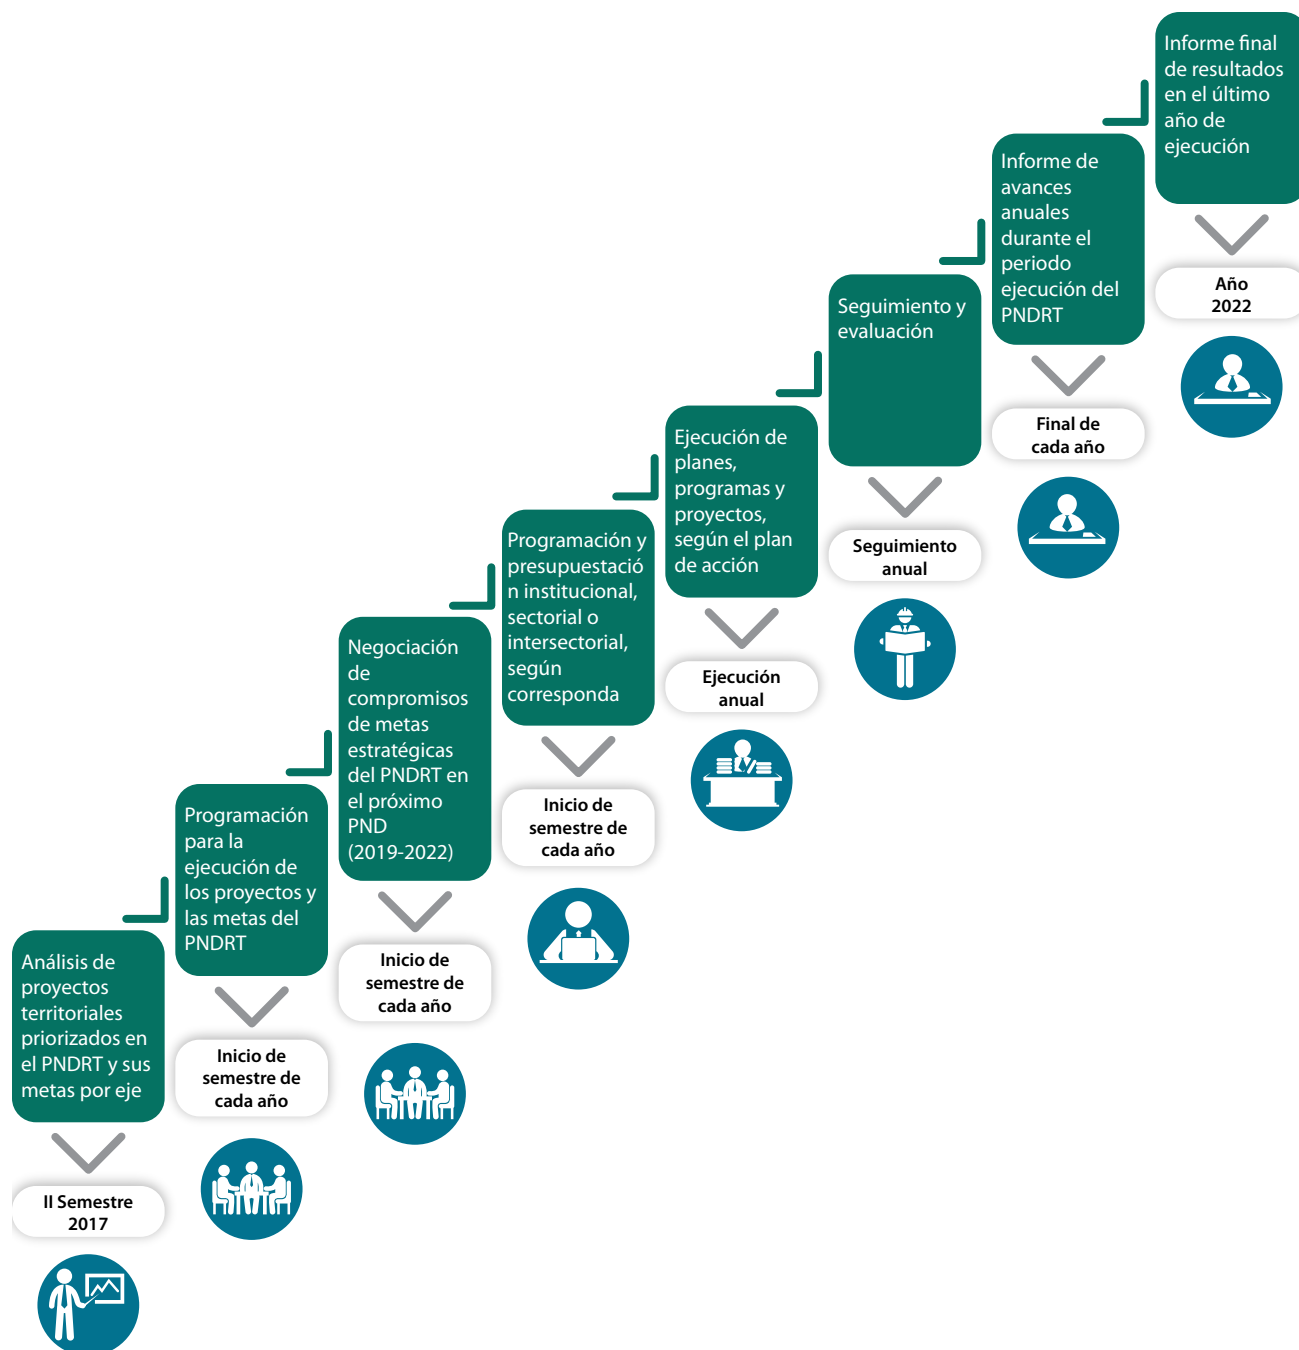 Análisis de
proyectos
territoriales
priorizados en
el PNDRT y sus
metas por eje
II Semestre
2017
Programación
para la
ejecución de
los proyectos y
las metas del
PNDRT
Inicio de
semestre de
cada año
Negociación
de
compromisos
de metas
estratégicas
del PNDRT en
el próximo
PND
(2019-2022)
Inicio de
semestre de
cada año
Programación y
presupuestació
n institucional,
sectorial o
intersectorial,
según
corresponda
Inicio de
semestre de
cada año
Ejecución de
planes,
programas y
proyectos,
según el plan
de acción
Ejecución
anual
Seguimiento y
evaluación
Seguimiento
anual
Informe de
avances
anuales
durante el
periodo
ejecución del
PNDRT
Final de
cada año
Informe final
de resultados
en el último
año de
ejecución
Año
2022